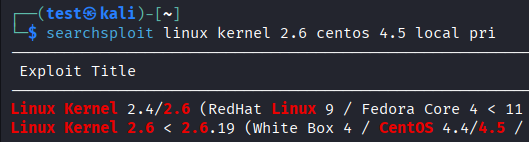 ┌──(test㉿kali)-[~]
└─$ searchsploit linux kernel 2.6 centos 4.5 local pri
Exploit Title
Linux Kernel 2.4/2.6 (RedHat Linux 9 / Fedora Core 4 < 11
Linux Kernel 2.6 < 2.6.19 (White Box 4 / CentOS 4.4/4.5 /